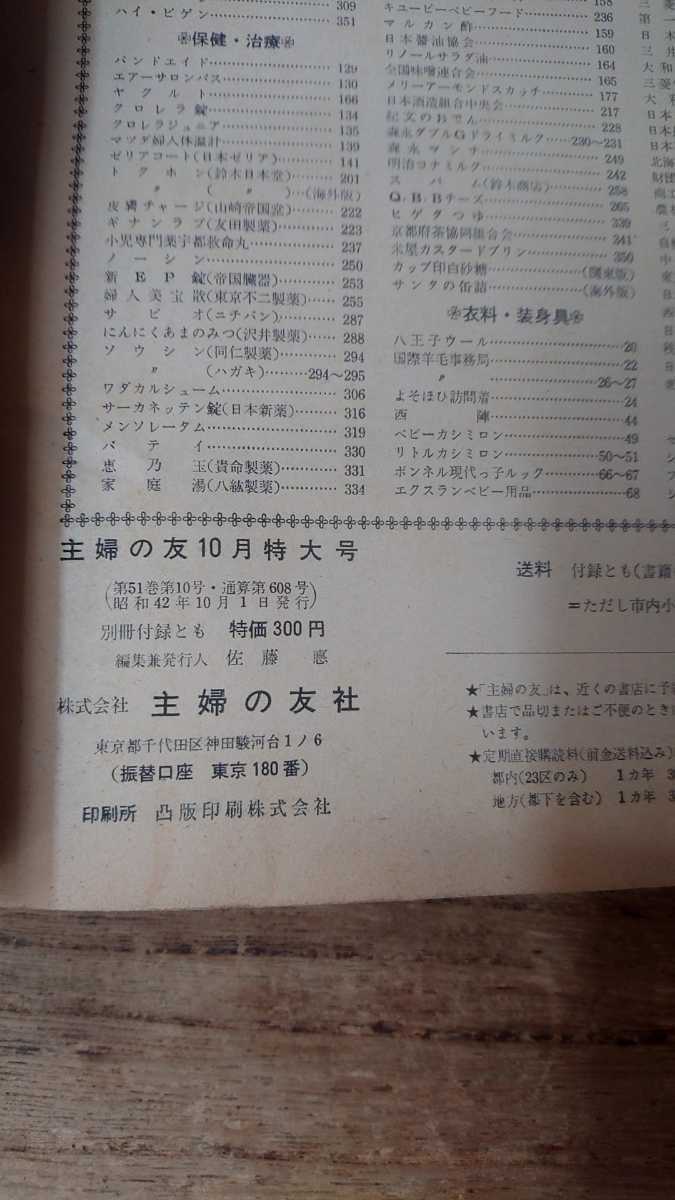 309
ハイ・ビゲン 351
保健・治療
バンドエイド 129
エアーサロンパス 130
ヤクルト 166
クロレラ錠 134
クロレラジュニア 135
マツダ婦人体温計 139
ゼリアコート(日本ゼリア) 141
トクホン(鈴木日本堂) 201
〃(〃)…(海外版)
皮膚チャージ(山崎帝国堂) 222
ギナンラブ(友田製薬) 223
小児専門薬宇都救命丸 237
ノーシン 250
新EP錠(帝国臓器) 253
婦人美宝散(東京不二製薬) 255
サビオ(ニチバン) 287
にんにくあまのみつ(沢井製薬) 288
ソウシン(同仁製薬) 294
〃(ハガキ) 294〜295
ワダカルシューム 306
サーカネッテン錠(日本新薬) 316
メンソレータム 319
パテイ 330
恵乃玉(貴命製薬) 331
家庭湯(八紘製薬) 334
158
キユーピーベビーフード 236
マルカン酢 159
日本醬油協会 160
リノールサラダ油 164
全国味噌連合会 165
メリーアーモンドスカッチ 177
日本酒造組合中央会 217
紀文のおでん 228
森永ダブルGドライミルク 230〜231
森永マンナ 249
明治コナミルク 242
スパム(鈴木商店) 258
Q.B.Bチーズ 265
ヒゲタつゆ 339
京都府茶協同組合会 241
米屋カスタードプリン 350
カップ印白砂糖 (関東版)
サンタの缶詰 (海外版)
衣料・装身具
八王子ウール 20
国際羊毛事務局 22
〃 26〜27
よそほひ訪問着 24
西陣 44
ベビーカシミロン 49
リトルカシミロン 50〜51
ボンネル現代っ子ルック 66〜67
エクスランベビー用品 68
主婦の友10月特大号
(第51巻第10号・通算第608号
昭和42年10月1日発行)
別冊付録とも 特価300円
編集兼発行人 佐藤 悳
株式会社 主婦の友社
東京都千代田区神田駿河台1ノ6
(振替口座 東京180番)
印刷所 凸版印刷株式会社
送料 付録とも(書籍
=ただし市内小
★「主婦の友」は、近くの書店に予
★書店で品切またはご不便のときに
います。
★定期直接購読料(前金送料込み)
都内(23区のみ) 1カ年 3
地方(都下を含む) 1カ年 3